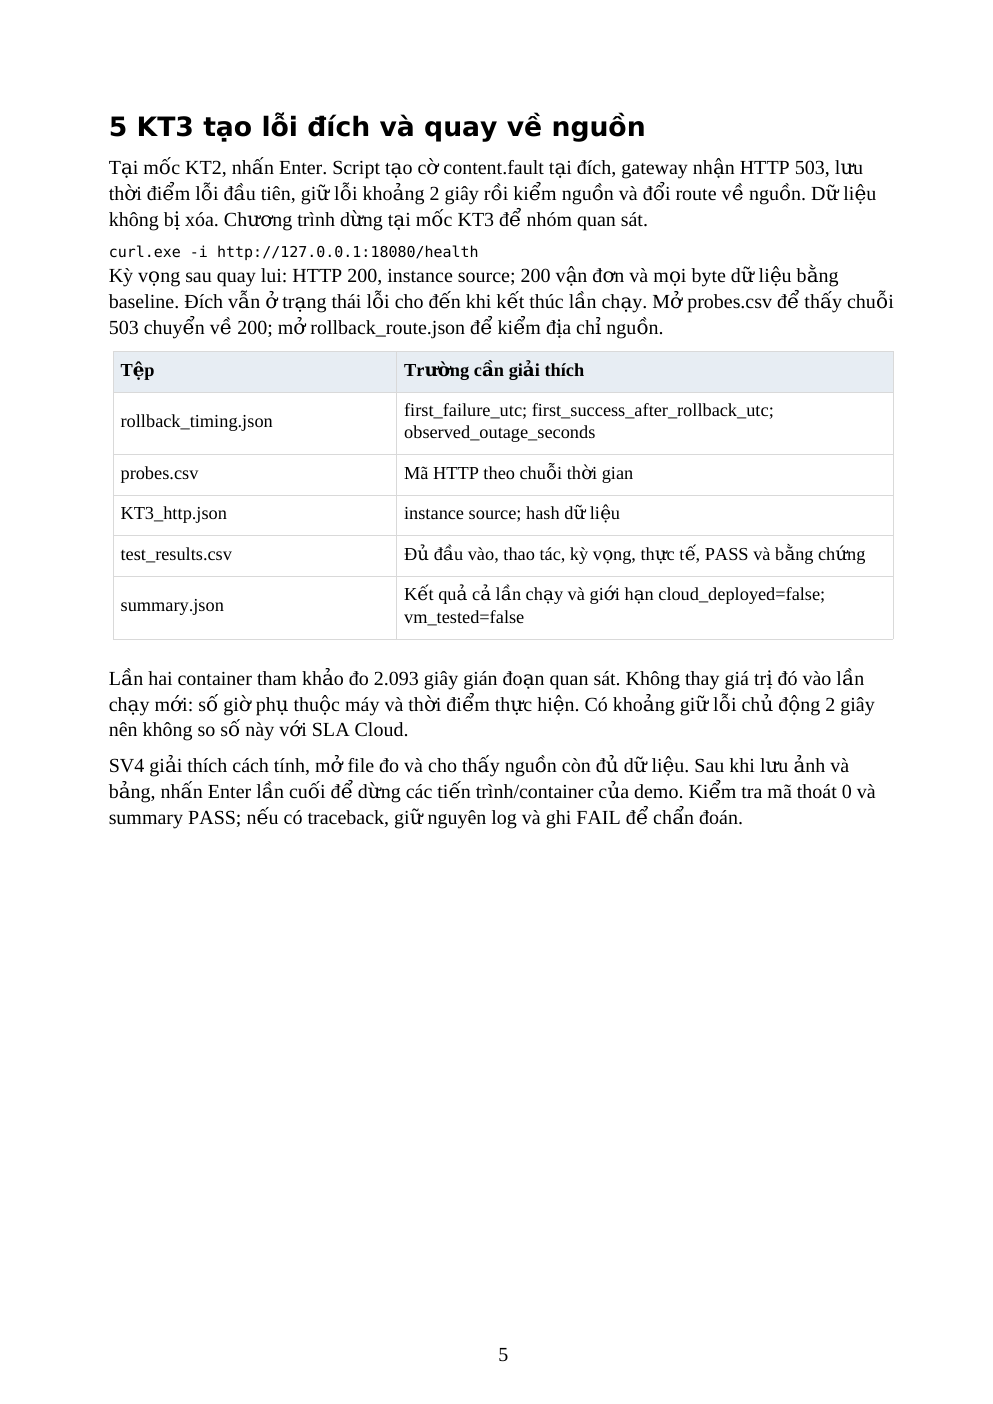 5 KT3 tạo lỗi đích và quay về nguồn
Tại mốc KT2, nhấn Enter. Script tạo cờ content.fault tại đích, gateway nhận HTTP 503, lưu
thời điểm lỗi đầu tiên, giữ lỗi khoảng 2 giây rồi kiểm nguồn và đổi route về nguồn. Dữ liệu
không bị xóa. Chương trình dừng tại mốc KT3 để nhóm quan sát.
curl.exe -i http://127.0.0.1:18080/health
Kỳ vọng sau quay lui: HTTP 200, instance source; 200 vận đơn và mọi byte dữ liệu bằng
baseline. Đích vẫn ở trạng thái lỗi cho đến khi kết thúc lần chạy. Mở probes.csv để thấy chuỗi
503 chuyển về 200; mở rollback_route.json để kiểm địa chỉ nguồn.
Tệp
Trường cần giải thích
rollback_timing.json
first_failure_utc; first_success_after_rollback_utc;
observed_outage_seconds
probes.csv
Mã HTTP theo chuỗi thời gian
KT3_http.json
instance source; hash dữ liệu
test_results.csv
Đủ đầu vào, thao tác, kỳ vọng, thực tế, PASS và bằng chứng
summary.json
Kết quả cả lần chạy và giới hạn cloud_deployed=false;
vm_tested=false
Lần hai container tham khảo đo 2.093 giây gián đoạn quan sát. Không thay giá trị đó vào lần
chạy mới: số giờ phụ thuộc máy và thời điểm thực hiện. Có khoảng giữ lỗi chủ động 2 giây
nên không so số này với SLA Cloud.
SV4 giải thích cách tính, mở file đo và cho thấy nguồn còn đủ dữ liệu. Sau khi lưu ảnh và
bảng, nhấn Enter lần cuối để dừng các tiến trình/container của demo. Kiểm tra mã thoát 0 và
summary PASS; nếu có traceback, giữ nguyên log và ghi FAIL để chẩn đoán.
5